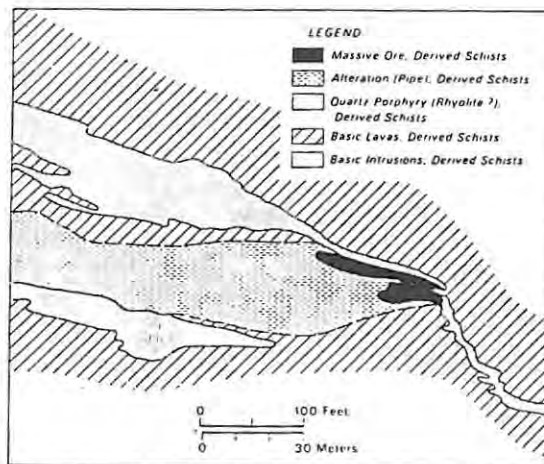 LEGEND
Massive Ore, Derived Schists
Alteration (Pipe), Derived Schists
Quartz Porphyry (Rhyolite ?),
Derived Schists
Basic Lavas, Derived Schists
Basic Intrusions, Derived Schists
0 100 Feet
0 30 Meters